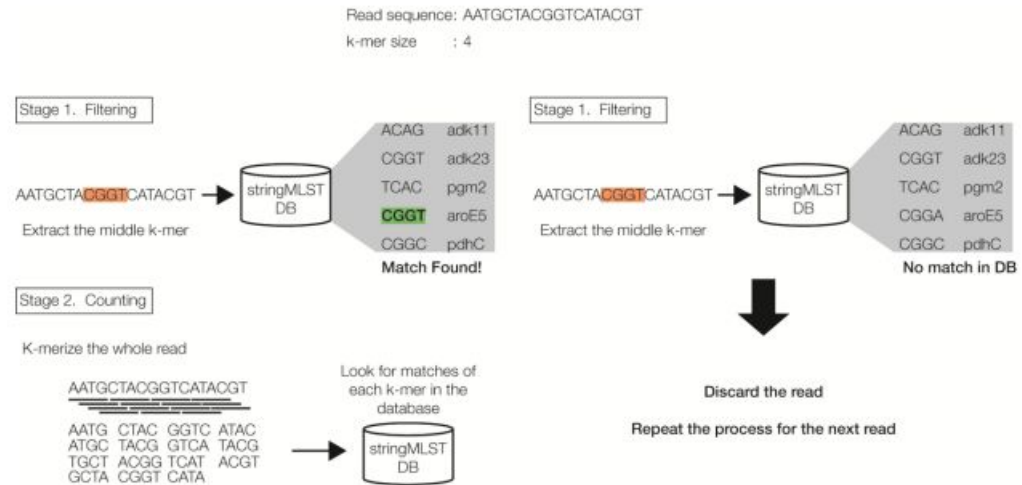 Read sequence: AATGCTACGGTCATACGT
k-mer size : 4
Stage 1. Filtering
AATGCTACGGTCATACGT
Extract the middle k-mer
stringMLST
DB
ACAG adk11
CGGT adk23
TCAC pgm2
CGGT aroE5
CGGC pdhC
Match Found!
Stage 2. Counting
K-merize the whole read
AATGCTACGGTCATACGT
AATG CTAC GGTC ATAC
ATGC TACG GTCA TACG
TGCT ACGG TCAT ACGT
GCTA CGGT CATA
Look for matches of
each k-mer in the
database
stringMLST
DB
Stage 1. Filtering
AATGCTACGGTCATACGT
Extract the middle k-mer
stringMLST
DB
ACAG adk11
CGGT adk23
TCAC pgm2
CGGA aroE5
CGGC pdhC
No match in DB
Discard the read
Repeat the process for the next read